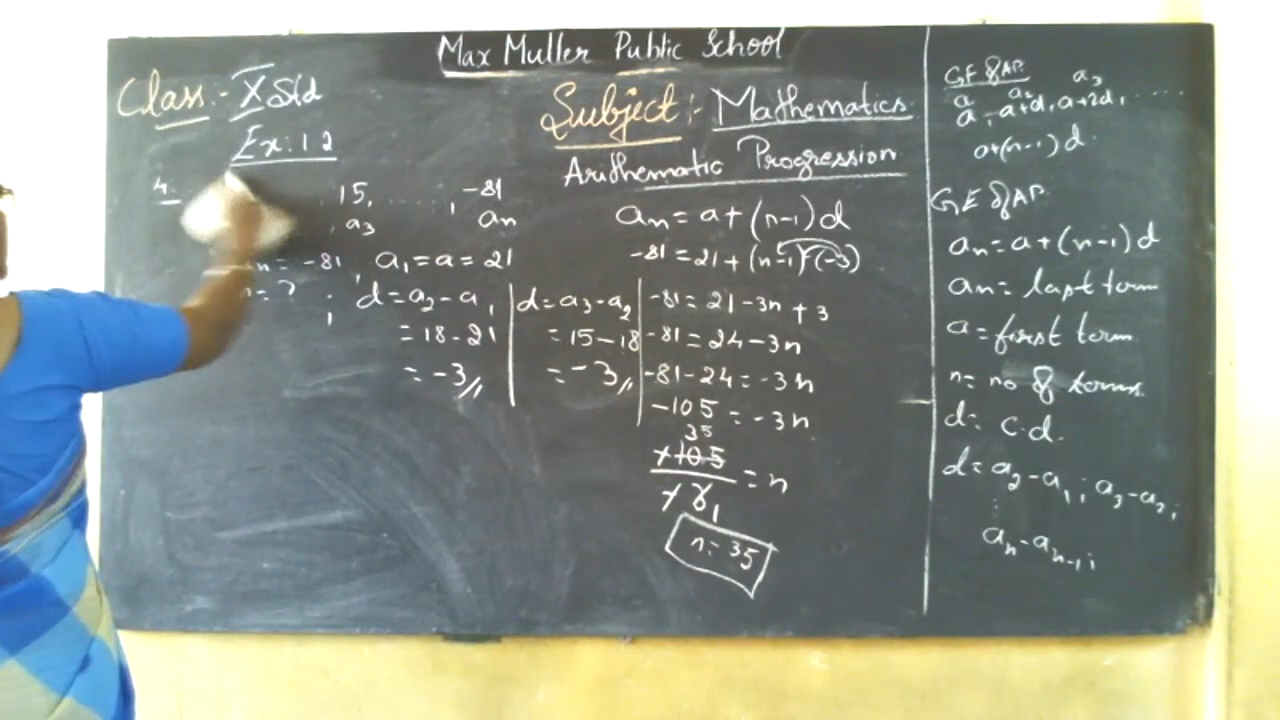 Max Muller Public School
Class:- X Std
Subject:- Mathematics
Ex: 1 2
Arithematic Progression
4.
15, ..... , -81
, a3 an
n = -81 , a1 = a = 21
n = ? ; d = a2 - a1
= 18 - 21
= -3//
d = a3 - a2
= 15 - 18
= -3//
an = a + (n-1) d
-81 = 21 + (n-1) (-3)
-81 = 21 - 3n + 3
-81 = 24 - 3n
-81 - 24 = -3n
-105 = -3n
35
-105 / -3 1 = n
n = 35
G F of AP.
a a2 a3
a, a+d, a+2d, .....
a+(n-1) d
G E of AP.
an = a + (n-1) d
an = last term
a = first term
n = no of terms.
d = C.d.
d = a2 - a1 ; a3 - a2 ;
an - an-1 ;